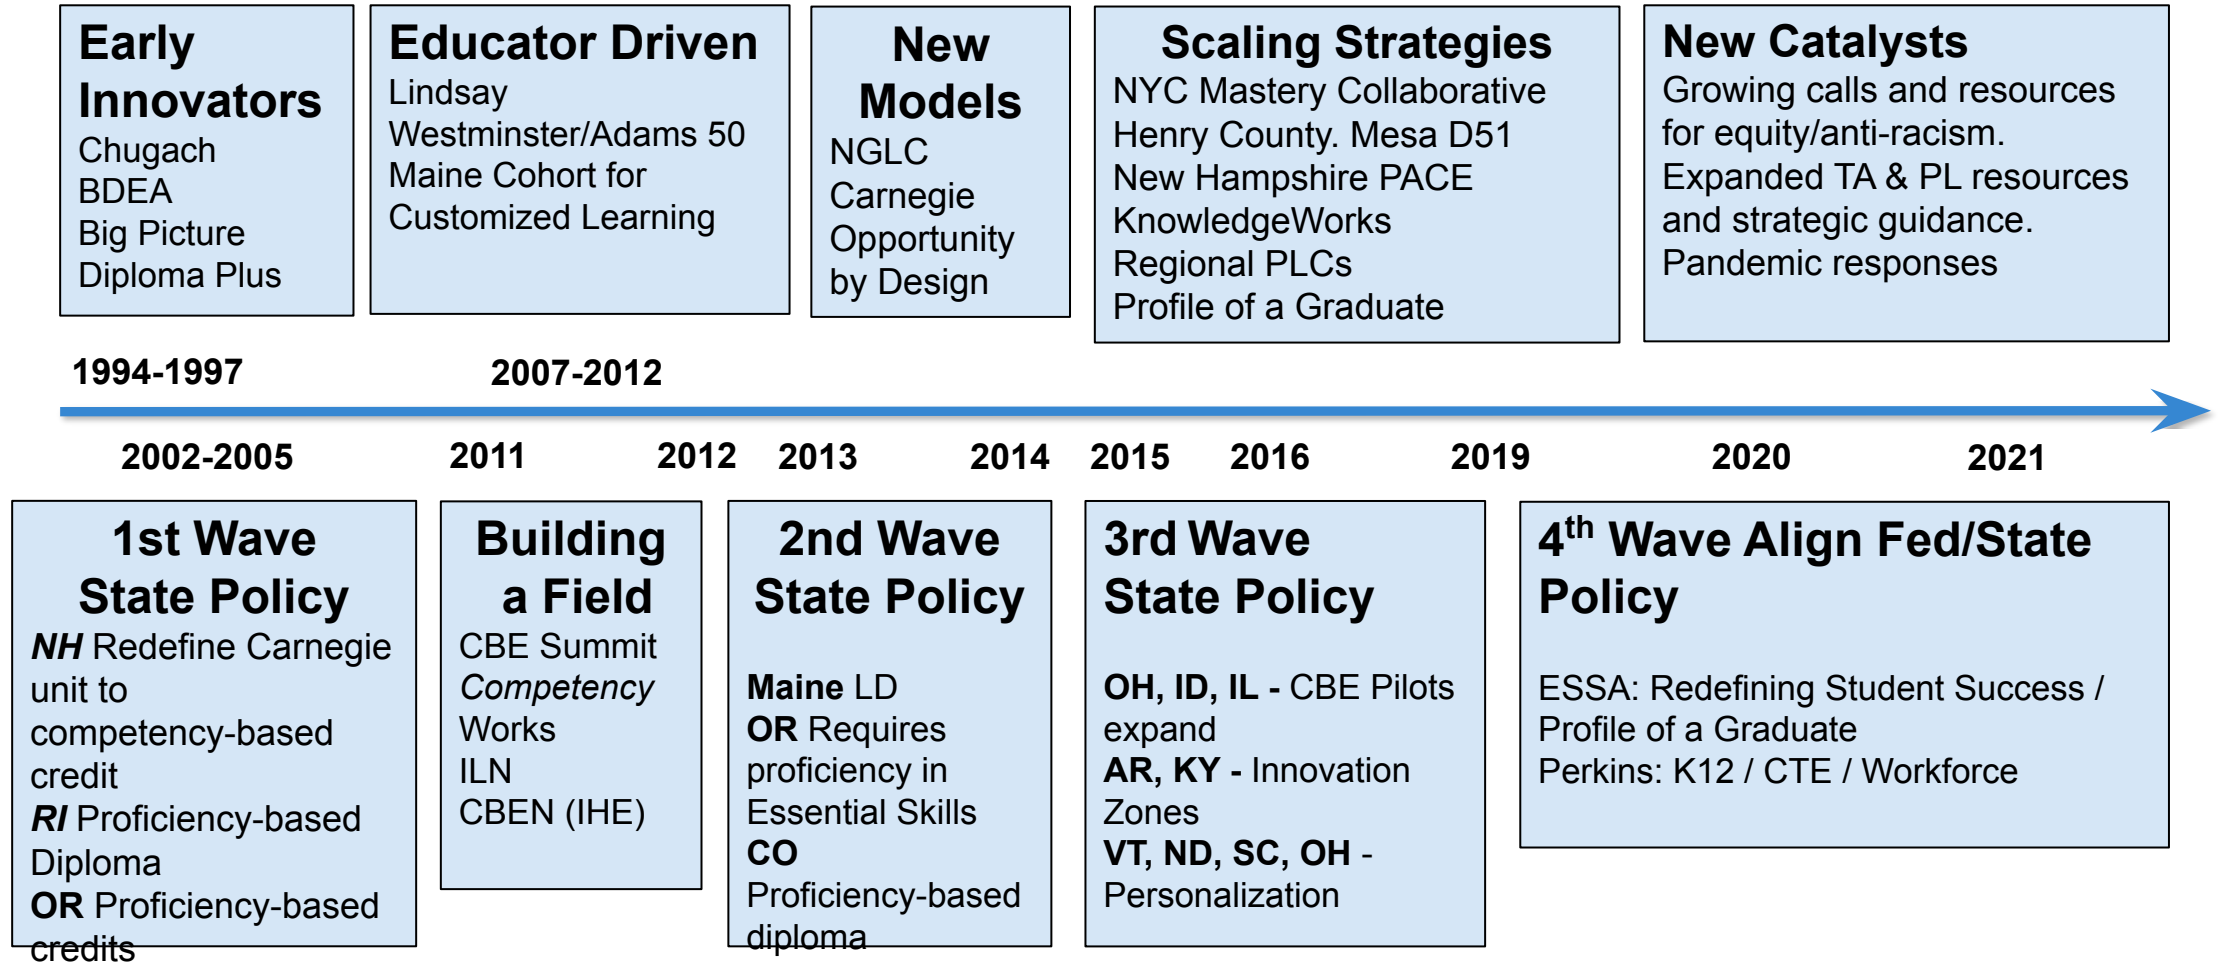 Early
Innovators
Chugach
BDEA
Big Picture
Diploma Plus
Educator Driven
Lindsay
Westminster/Adams 50
Maine Cohort for
Customized Learning
New
Models
NGLC
Carnegie
Opportunity
by Design
Scaling Strategies
NYC Mastery Collaborative
Henry County. Mesa D51
New Hampshire PACE
KnowledgeWorks
Regional PLCs
Profile of a Graduate
New Catalysts
Growing calls and resources
for equity/anti-racism.
Expanded TA & PL resources
and strategic guidance.
Pandemic responses
1994-1997
2007-2012
2002-2005
2011
2012
2013
2014
2015
2016
2019
2020
2021
1st Wave
State Policy
NH Redefine Carnegie
unit to
competency-based
credit
RI Proficiency-based
Diploma
OR Proficiency-based
credits
Building
a Field
CBE Summit
Competency
Works
ILN
CBEN (IHE)
2nd Wave
State Policy
Maine LD
OR Requires
proficiency in
Essential Skills
CO
Proficiency-based
diploma
3rd Wave
State Policy
OH, ID, IL - CBE Pilots
expand
AR, KY - Innovation
Zones
VT, ND, SC, OH -
Personalization
4th Wave Align Fed/State
Policy
ESSA: Redefining Student Success /
Profile of a Graduate
Perkins: K12 / CTE / Workforce